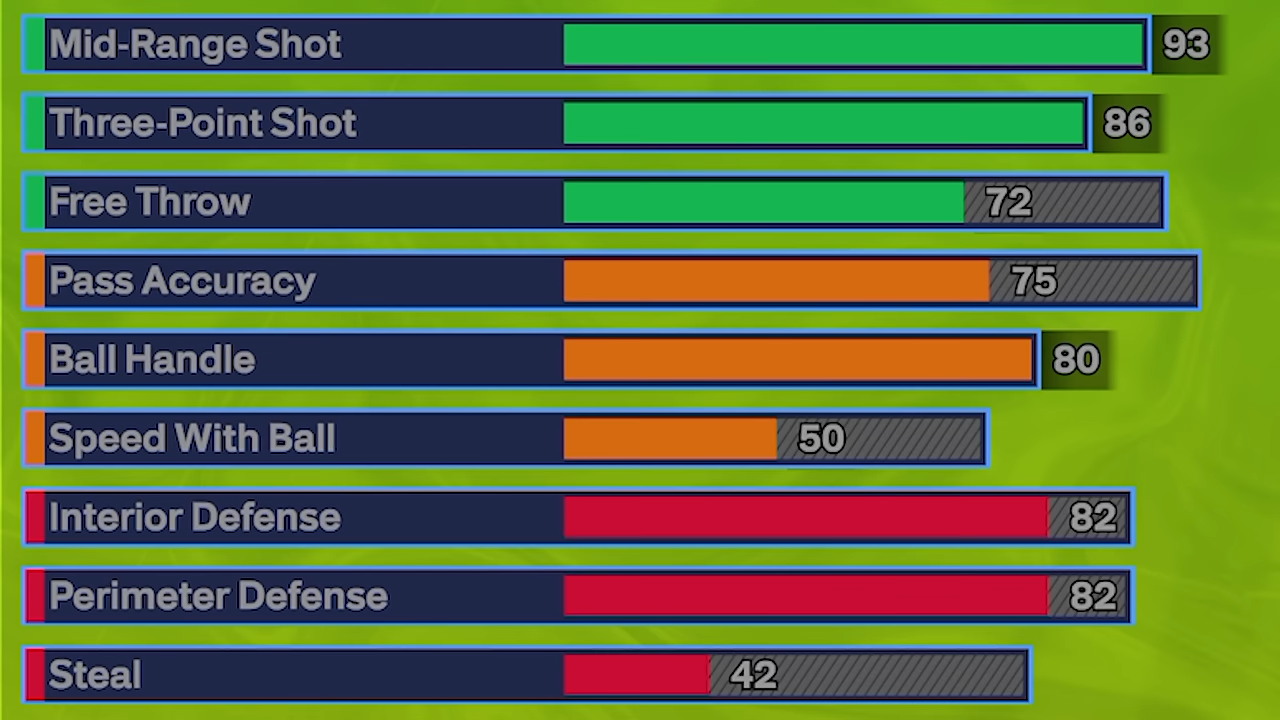 Mid-Range Shot 93
Three-Point Shot 86
Free Throw 72
Pass Accuracy 75
Ball Handle 80
Speed With Ball 50
Interior Defense 82
Perimeter Defense 82
Steal 42